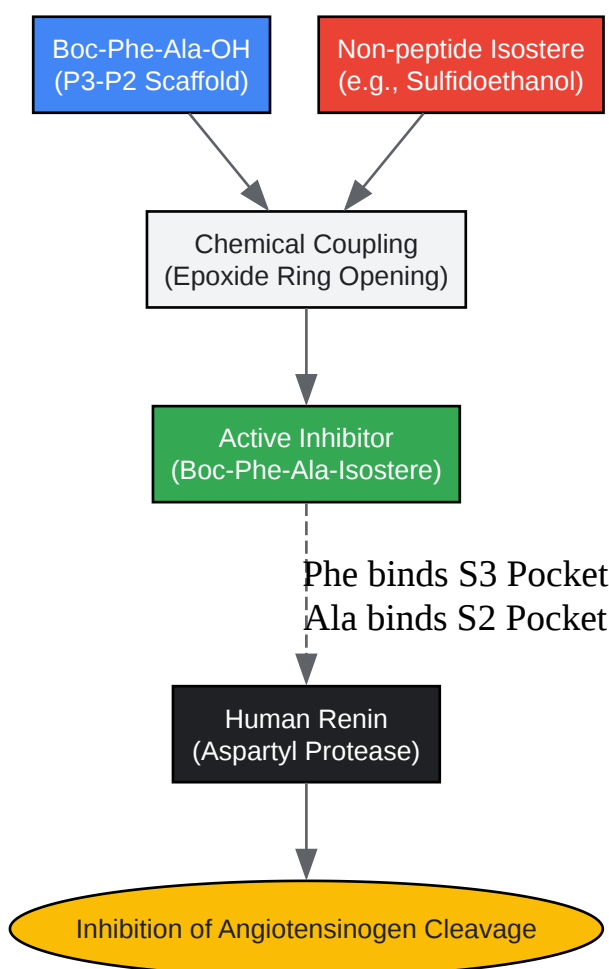 Boc-Phe-Ala-OH
(P3-P2 Scaffold)
Non-peptide Isostere
(e.g., Sulfidoethanol)
Chemical Coupling
(Epoxide Ring Opening)
Active Inhibitor
(Boc-Phe-Ala-Isostere)
Phe binds S3 Pocket
Ala binds S2 Pocket
Human Renin
(Aspartyl Protease)
Inhibition of Angiotensinogen Cleavage